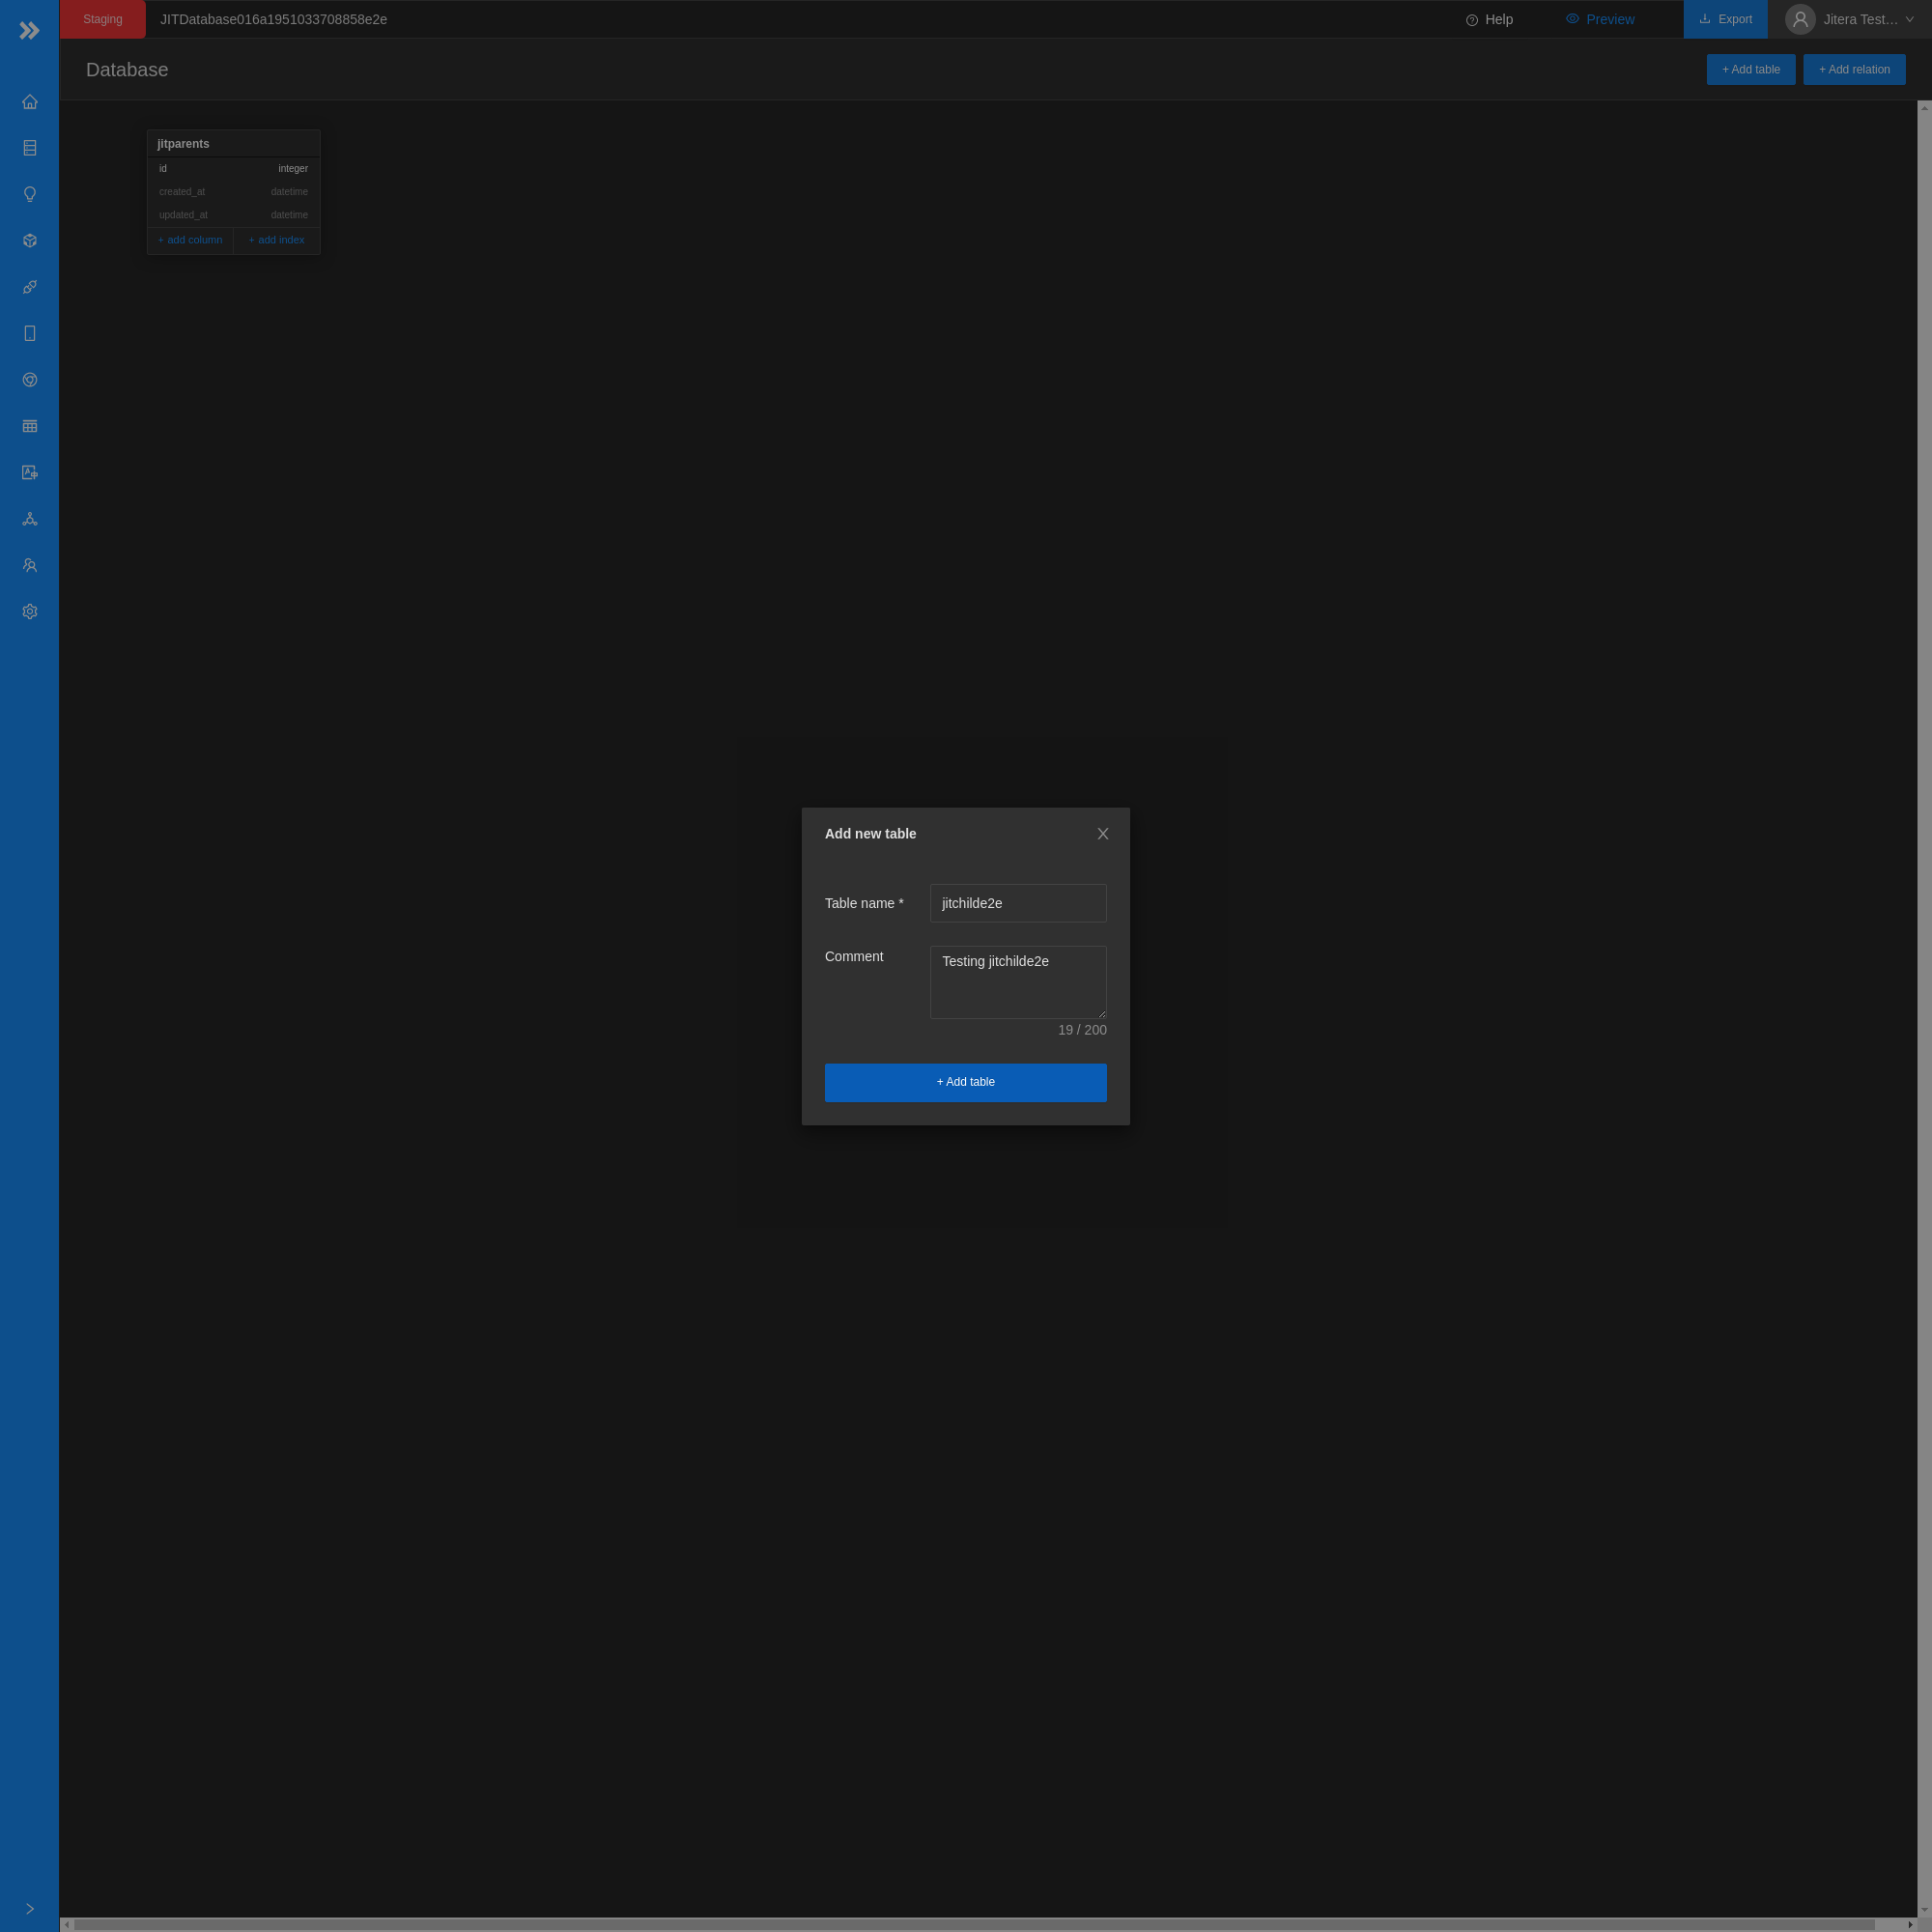 Staging
JITDatabase016a1951033708858e2e
Help
Preview
Export
Jitera Test…
Database
+ Add table
+ Add relation
jitparents
id integer
created_at datetime
updated_at datetime
+ add column + add index
Add new table
Table name * jitchilde2e
Comment Testing jitchilde2e
19 / 200
+ Add table